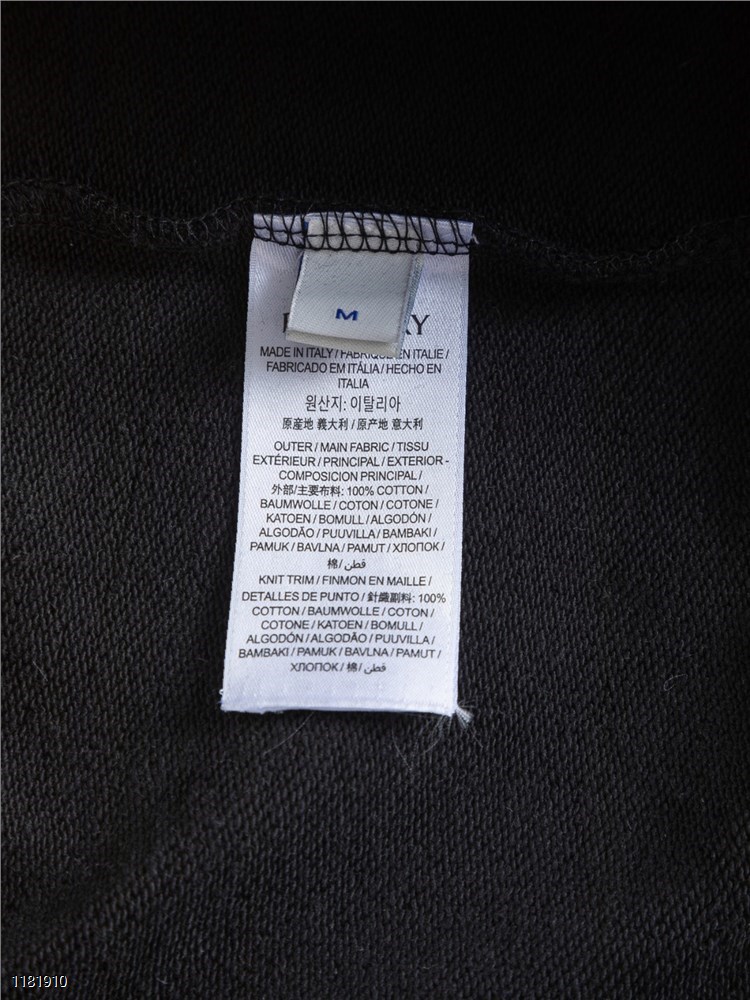 M
MADE IN ITALY / FABRIQUÉ EN ITALIE /
FABRICADO EM ITÁLIA / HECHO EN
ITALIA
원산지: 이탈리아
原産地 義大利 / 原产地 意大利
OUTER / MAIN FABRIC / TISSU
EXTÉRIEUR / PRINCIPAL / EXTERIOR -
COMPOSICION PRINCIPAL /
外部/主要布料: 100% COTTON /
BAUMWOLLE / COTON / COTONE /
KATOEN / BOMULL / ALGODÓN /
ALGODÃO / PUUVILLA / BAMBAKI /
PAMUK / BAVLNA / PAMUT / ХЛОПОК /
棉 / قطن
KNIT TRIM / FINMON EN MAILLE /
DETALLES DE PUNTO / 針織副料: 100%
COTTON / BAUMWOLLE / COTON /
COTONE / KATOEN / BOMULL /
ALGODÓN / ALGODÃO / PUUVILLA /
BAMBAKI / PAMUK / BAVLNA / PAMUT /
ХЛОПОК / 棉 / قطن
1181910